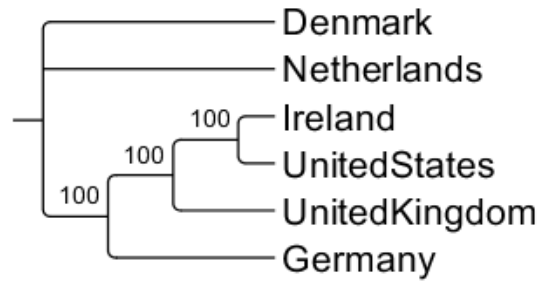 Denmark
Netherlands
100 Ireland
100 UnitedStates
100 UnitedKingdom
Germany